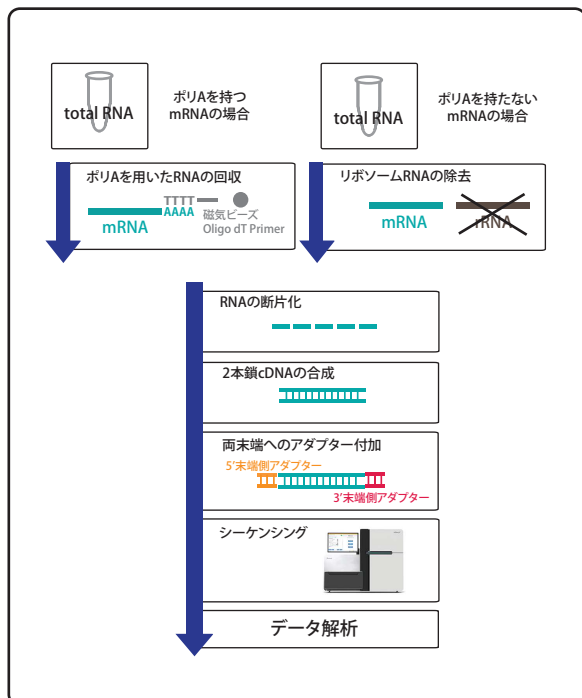 total RNA
ポリAを持つ
mRNAの場合
total RNA
ポリAを持たない
mRNAの場合
ポリAを用いたRNAの回収
TTTT
AAAA
mRNA
磁気ビーズ
Oligo dT Primer
リボソームRNAの除去
mRNA
rRNA
RNAの断片化
2本鎖cDNAの合成
両末端へのアダプター付加
5’末端側アダプター
3’末端側アダプター
シーケンシング
データ解析